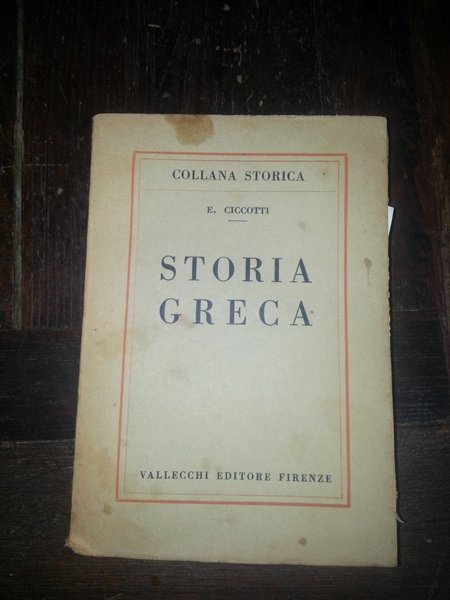 COLLANA STORICA
E. CICCOTTI
STORIA
GRECA
VALLECCHI EDITORE FIRENZE